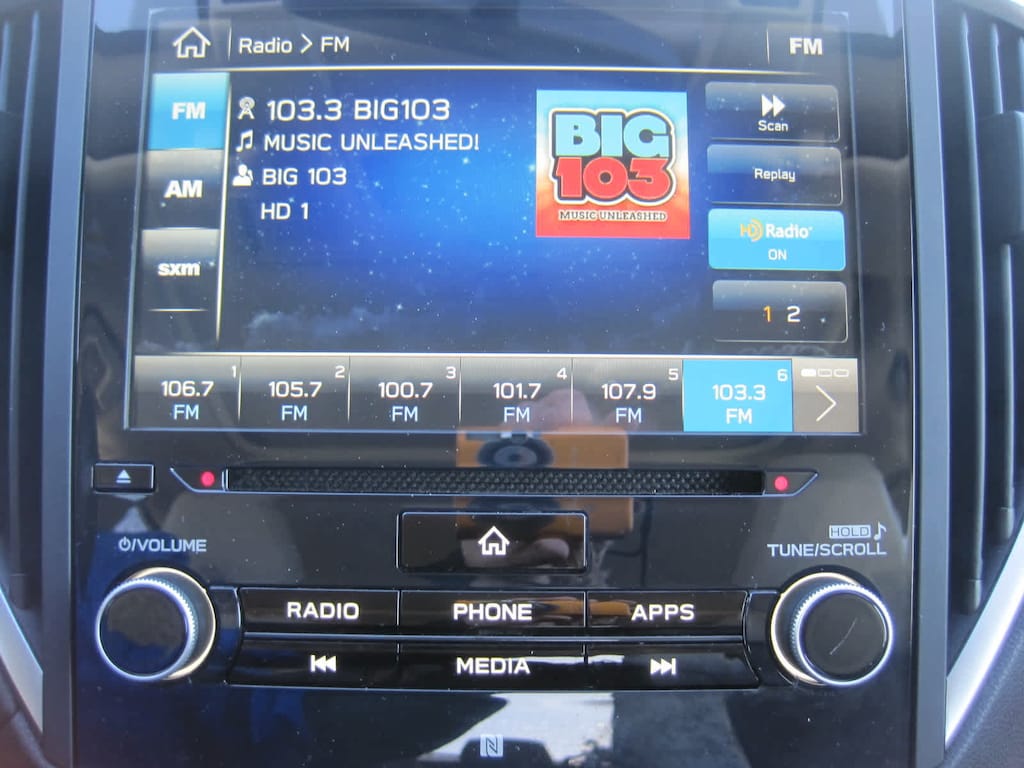 Radio > FM
FM
FM
AM
sxm
103.3 BIG103
MUSIC UNLEASHED!
BIG 103
HD 1
BIG
103
MUSIC UNLEASHED
Scan
Replay
HD Radio
ON
1 2
1
106.7
FM
2
105.7
FM
3
100.7
FM
4
101.7
FM
5
107.9
FM
6
103.3
FM
/VOLUME
HOLD
TUNE/SCROLL
RADIO
PHONE
APPS
MEDIA
N